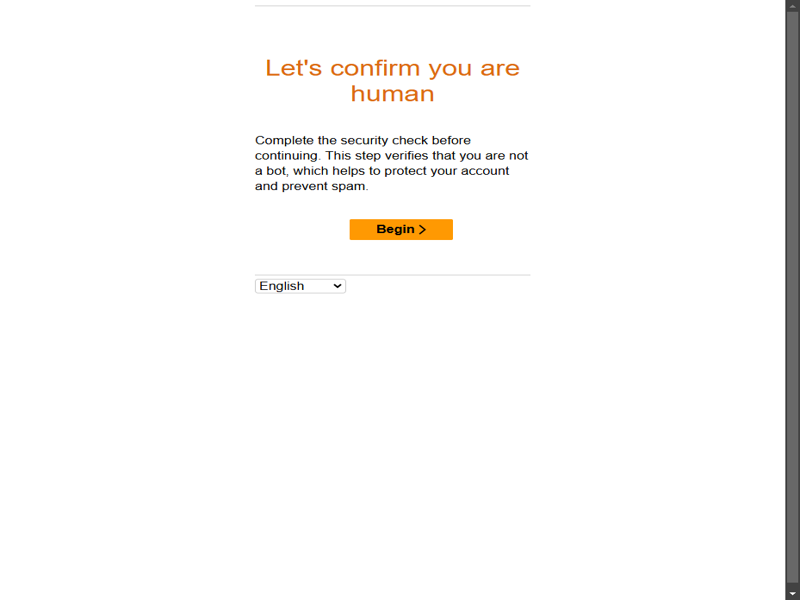 Let's confirm you are
human
Complete the security check before
continuing. This step verifies that you are not
a bot, which helps to protect your account
and prevent spam.
Begin >
English